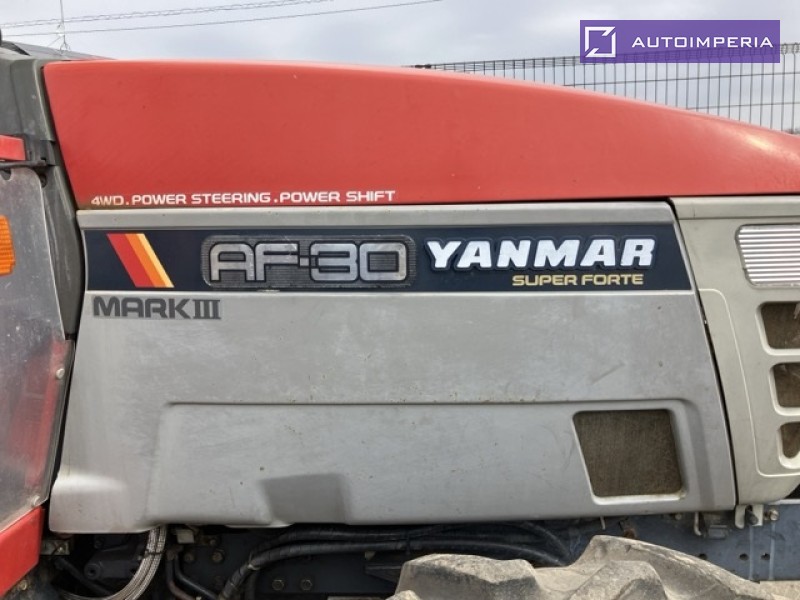 AUTOIMPERIA
4WD.POWER STEERING.POWER SHIFT
AF-30 YANMAR
SUPER FORTE
MARK III